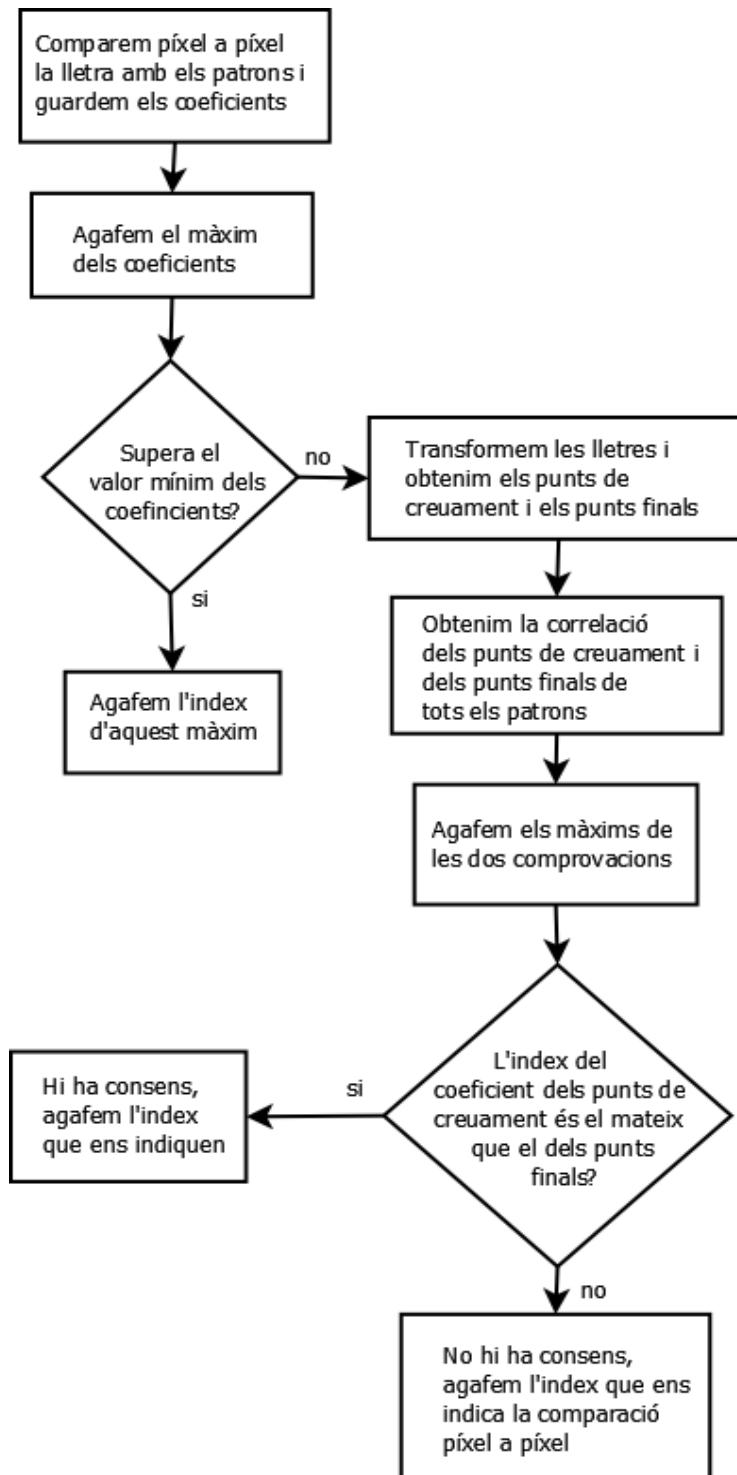 Comparem píxel a píxel
la lletra amb els patrons i
guardem els coeficients
Agafem el màxim
dels coeficients
Supera el
valor mínim dels
coefincients?
no
si
Agafem l'index
d'aquest màxim
Transformem les lletres i
obtenim els punts de
creuament i els punts finals
Obtenim la correlació
dels punts de creuament i
dels punts finals de
tots els patrons
Agafem els màxims de
les dos comprovacions
L'index del
coeficient dels punts de
creuament és el mateix
que el dels punts
finals?
si
Hi ha consens,
agafem l'index
que ens indiquen
no
No hi ha consens,
agafem l'index que ens
indica la comparació
píxel a píxel